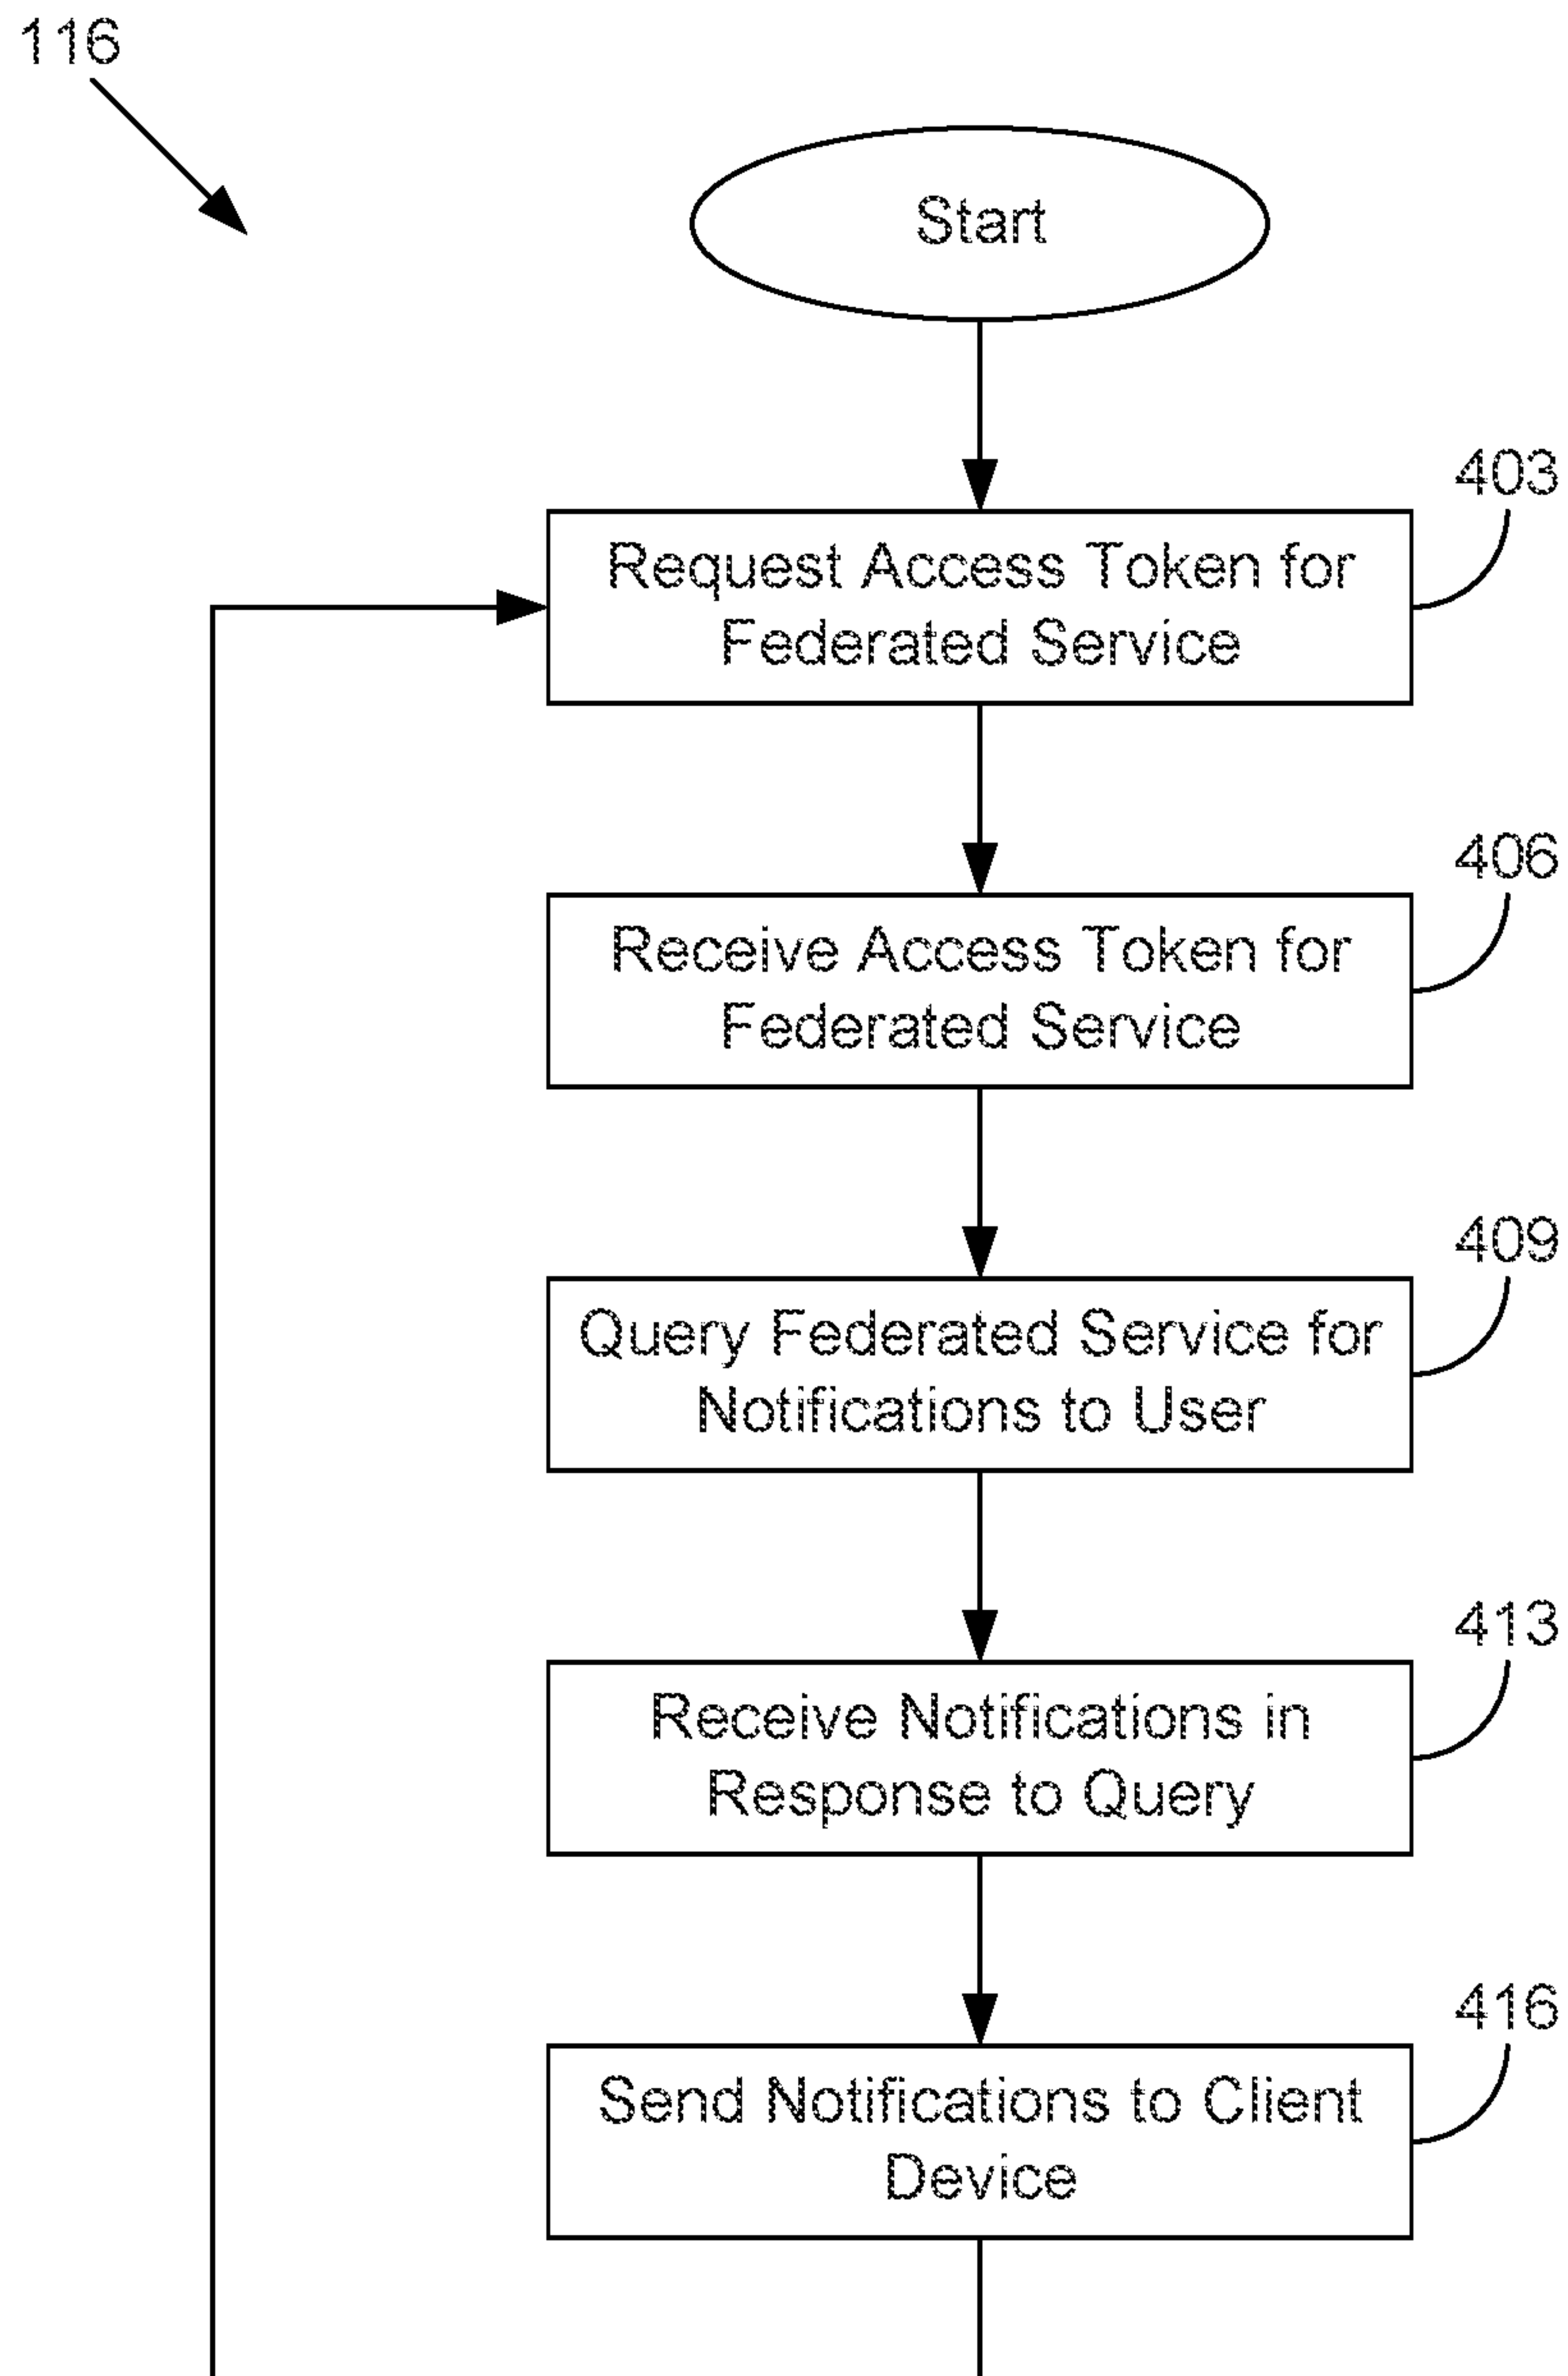 116
Start
403
Request Access Token for
Federated Service
406
Receive Access Token for
Federated Service
409
Query Federated Service for
Notifications to User
413
Receive Notifications in
Response to Query
416
Send Notifications to Client
Device